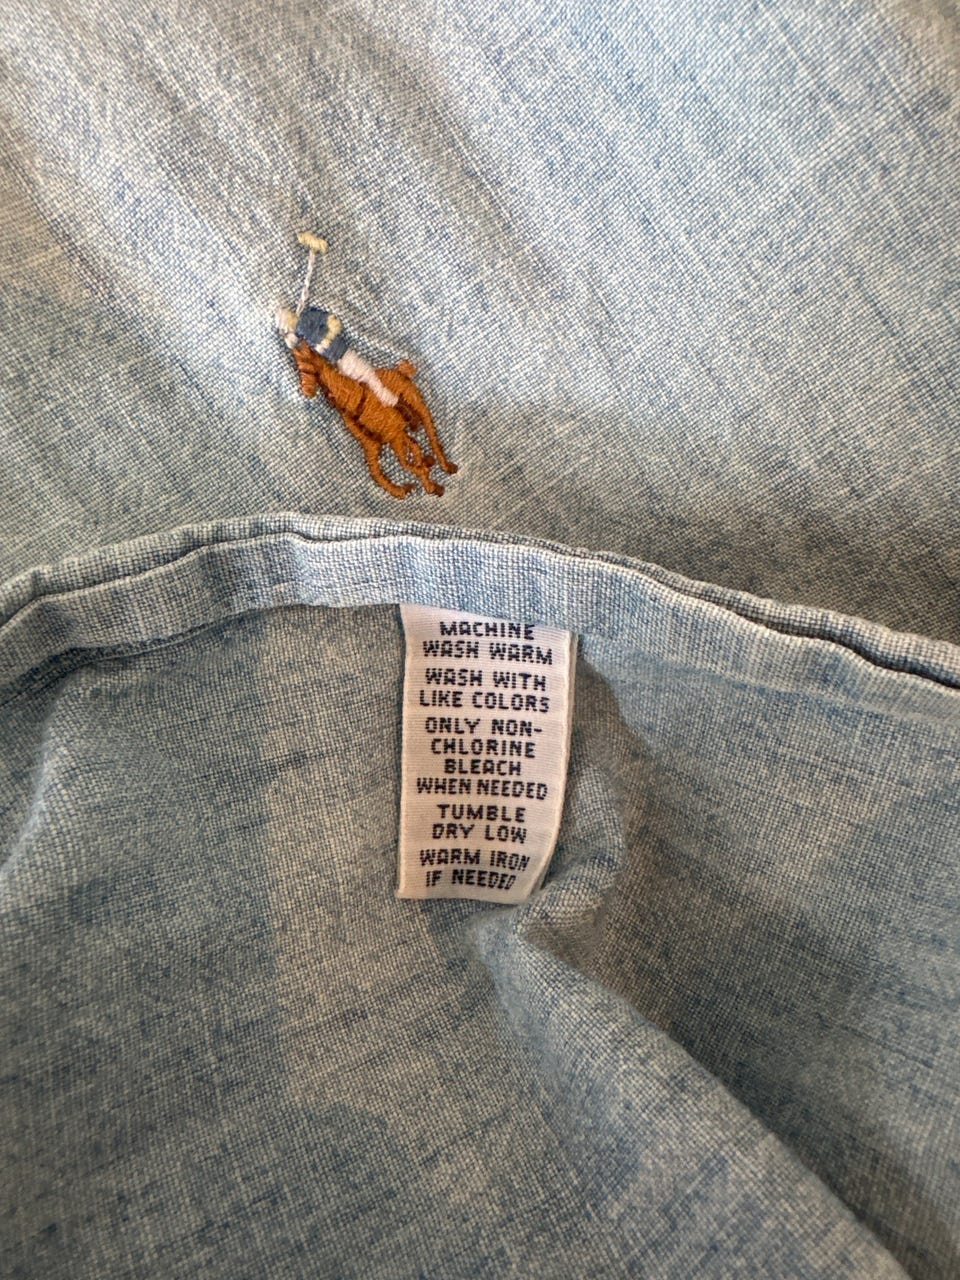 MACHINE
WASH WARM
WASH WITH
LIKE COLORS
ONLY NON-
CHLORINE
BLEACH
WHEN NEEDED
TUMBLE
DRY LOW
WARM IRON
IF NEEDED